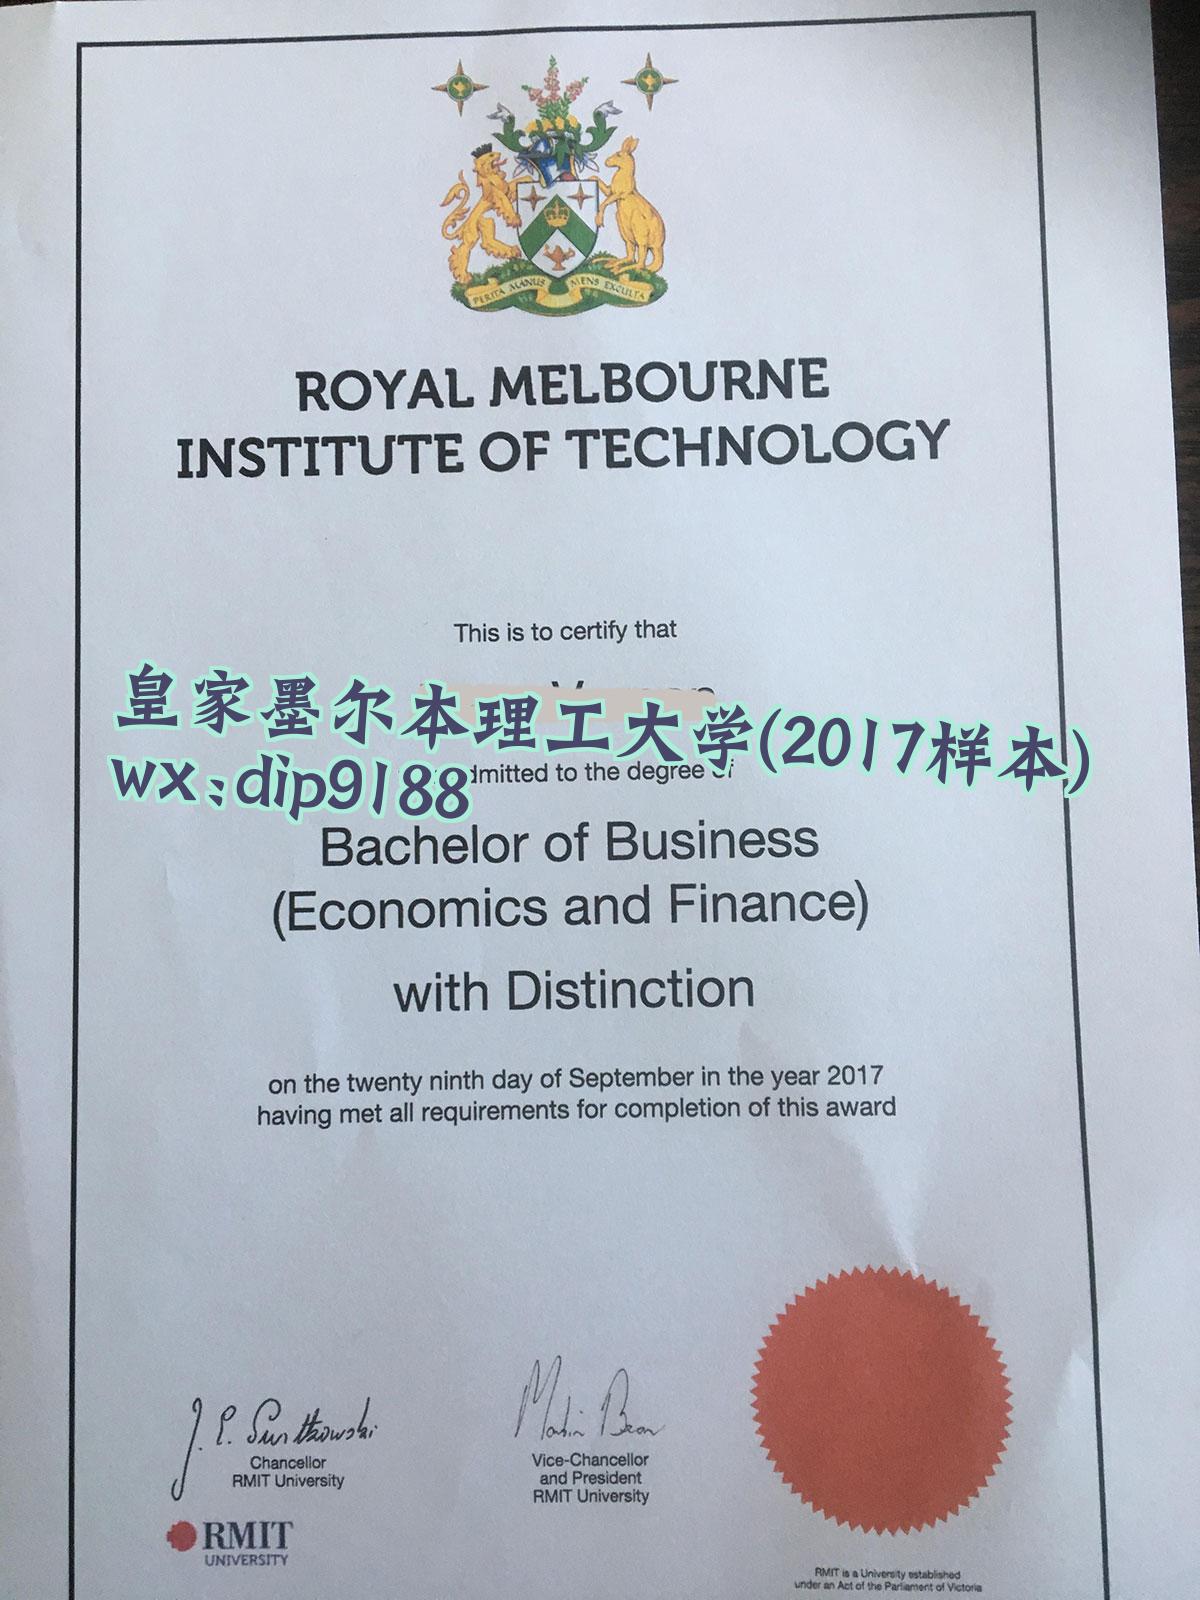 PERITA MANUS MENS EXCULTA
ROYAL MELBOURNE
INSTITUTE OF TECHNOLOGY
This is to certify that
皇家墨尔本理工大学(2017样本)
wx:dip9188
dmitted to the degree of
Bachelor of Business
(Economics and Finance)
with Distinction
on the twenty ninth day of September in the year 2017
having met all requirements for completion of this award
Chancellor
RMIT University
Martin Bean
Vice-Chancellor
and President
RMIT University
RMIT
UNIVERSITY
RMIT is a University established
under an Act of the Parliament of Victoria